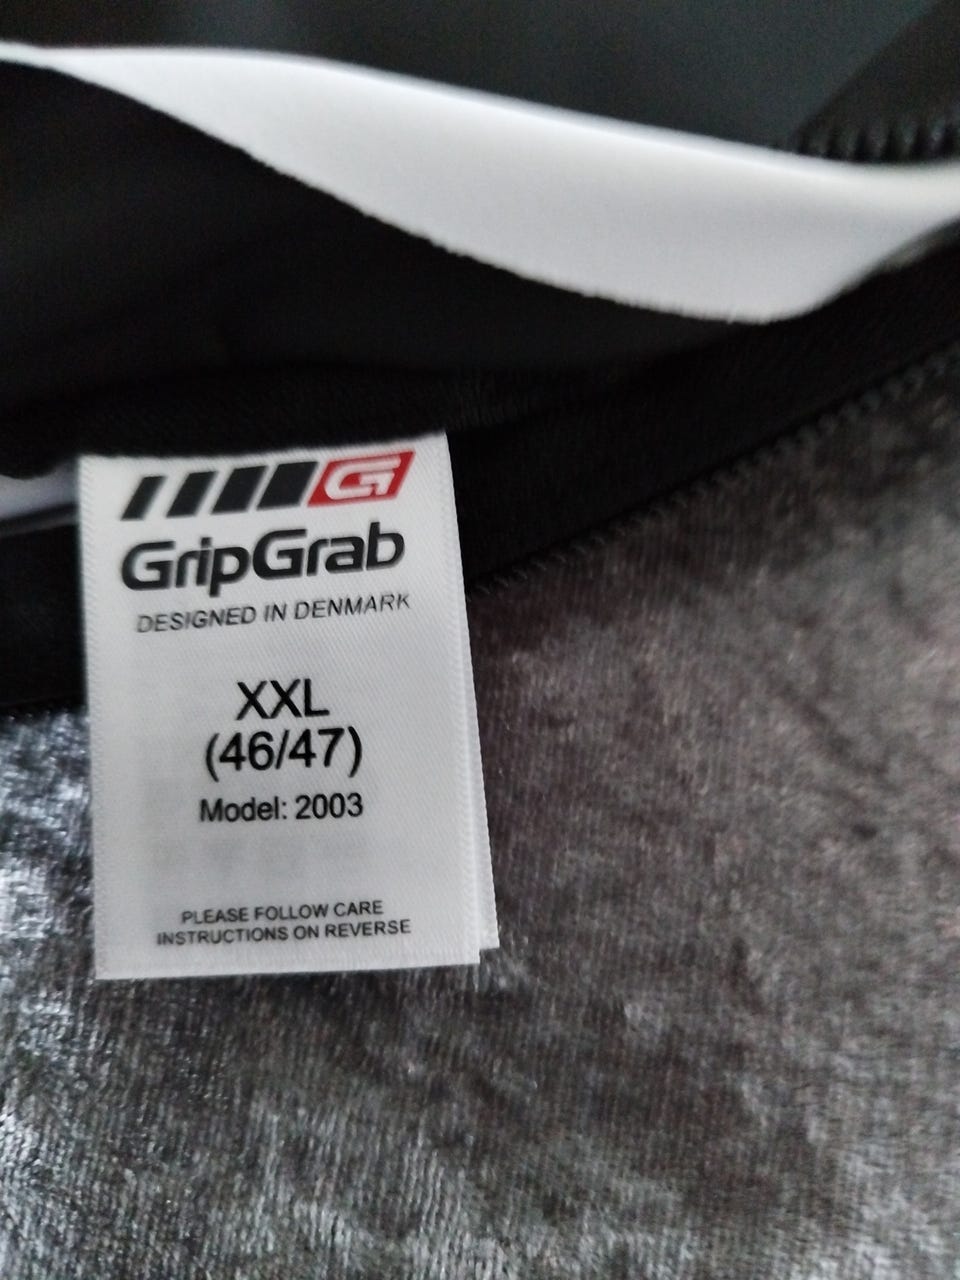 G
GripGrab
DESIGNED IN DENMARK
XXL
(46/47)
Model: 2003
PLEASE FOLLOW CARE
INSTRUCTIONS ON REVERSE